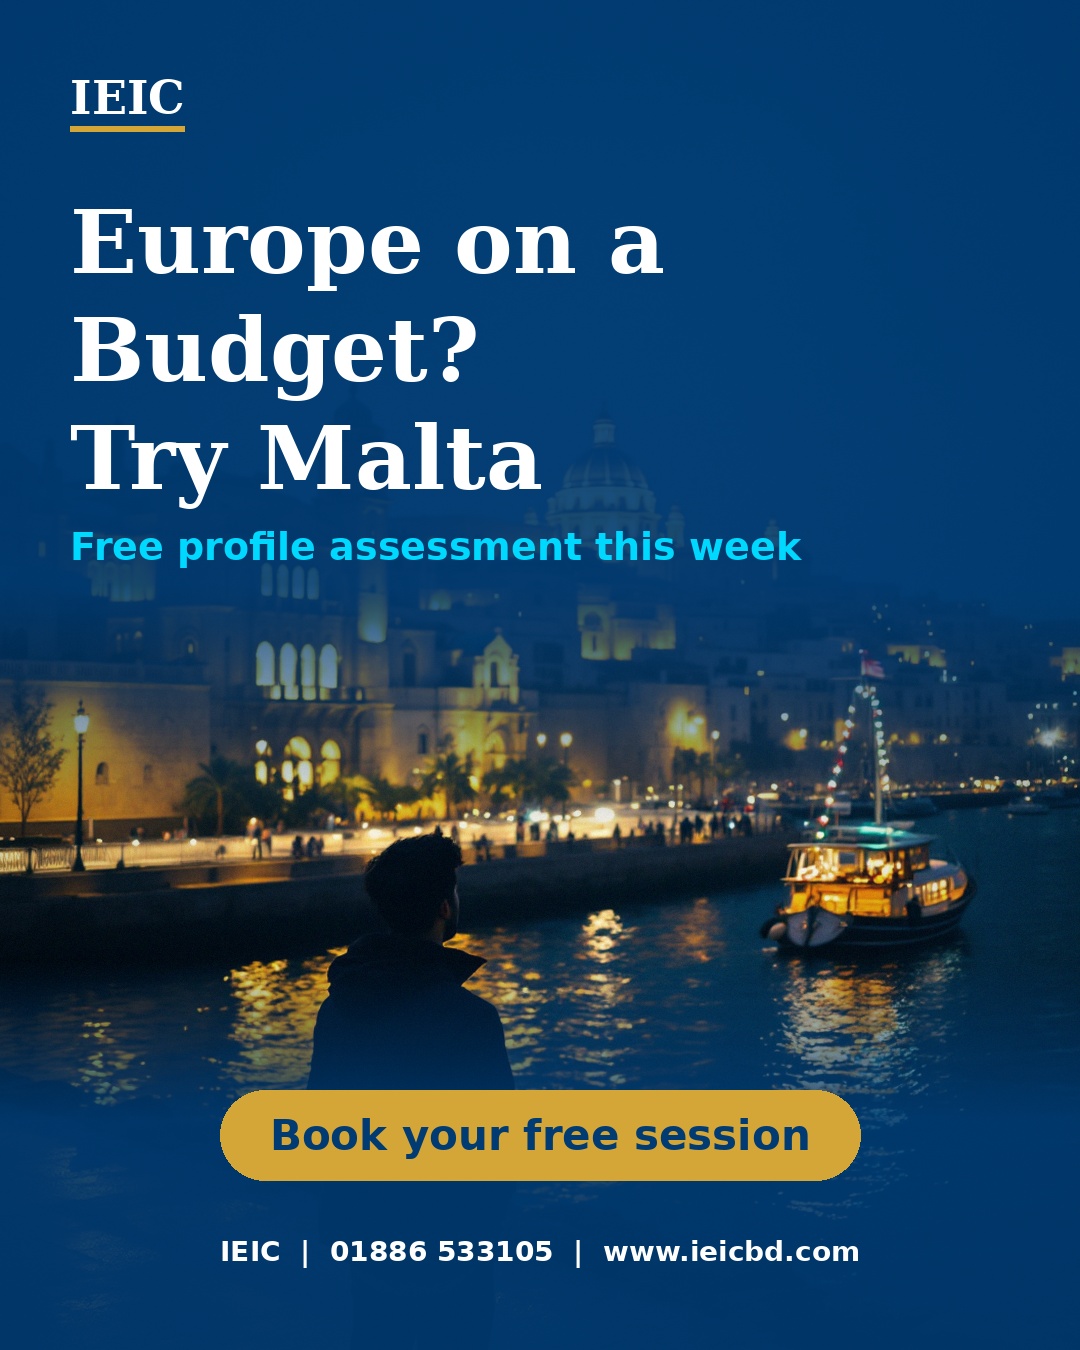 IEIC
Europe on a
Budget?
Try Malta
Free profile assessment this week
Book your free session
IEIC | 01886 533105 | www.ieicbd.com